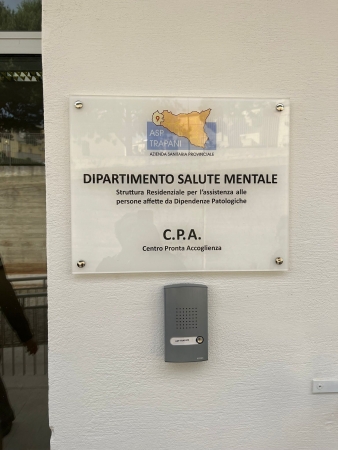 9
ASP
TRAPANI
AZIENDA SANITARIA PROVINCIALE
DIPARTIMENTO SALUTE MENTALE
Struttura Residenziale per l'assistenza alle
persone affette da Dipendenze Patologiche
C.P.A.
Centro Pronta Accoglienza